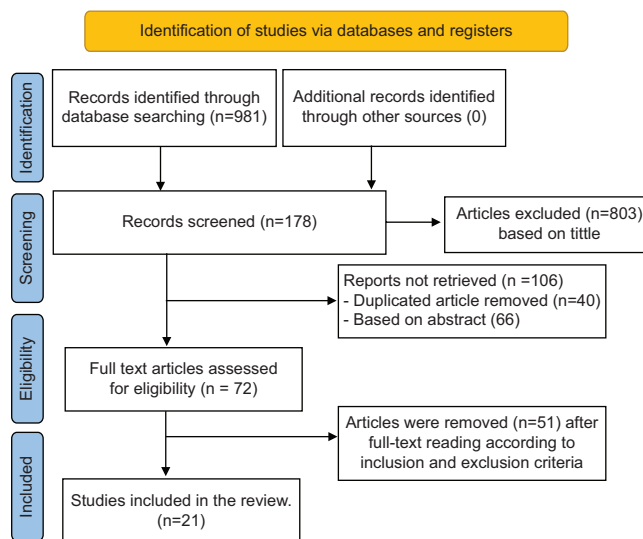 Identification of studies via databases and registers
Identification
Records identified through
database searching (n=981)
Additional records identified
through other sources (0)
Screening
Records screened (n=178)
Articles excluded (n=803)
based on tittle
Reports not retrieved (n =106)
- Duplicated article removed (n=40)
- Based on abstract (66)
Eligibility
Full text articles assessed
for eligibility (n = 72)
Articles were removed (n=51) after
full-text reading according to
inclusion and exclusion criteria
Included
Studies included in the review.
(n=21)